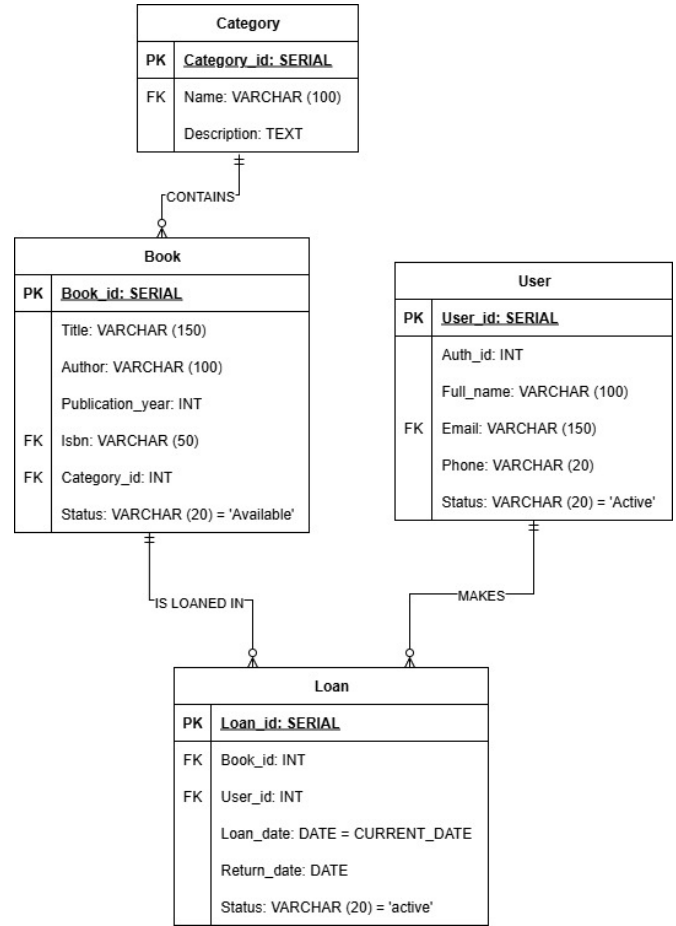 Category
PK Category_id: SERIAL
FK Name: VARCHAR (100)
Description: TEXT
CONTAINS
Book
PK Book_id: SERIAL
Title: VARCHAR (150)
Author: VARCHAR (100)
Publication_year: INT
FK Isbn: VARCHAR (50)
FK Category_id: INT
Status: VARCHAR (20) = 'Available'
User
PK User_id: SERIAL
Auth_id: INT
Full_name: VARCHAR (100)
FK Email: VARCHAR (150)
Phone: VARCHAR (20)
Status: VARCHAR (20) = 'Active'
IS LOANED IN
MAKES
Loan
PK Loan_id: SERIAL
FK Book_id: INT
FK User_id: INT
Loan_date: DATE = CURRENT_DATE
Return_date: DATE
Status: VARCHAR (20) = 'active'